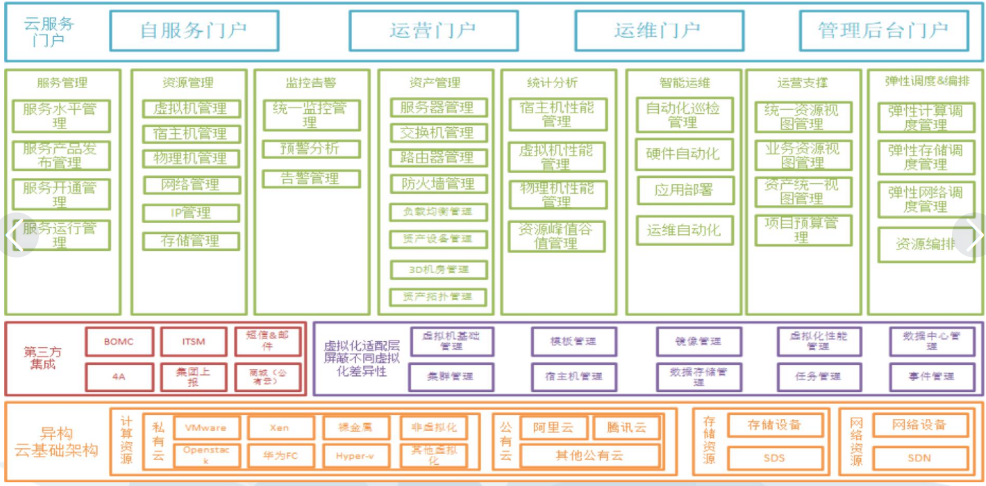 云服务
门户
自服务门户
运营门户
运维门户
管理后台门户
服务管理
服务水平管
理
服务产品发
布管理
服务开通管
理
服务运行管
理
资源管理
虚拟机管理
宿主机管理
物理机管理
网络管理
IP管理
存储管理
监控告警
统一监控管
理
预警分析
告警管理
资产管理
服务器管理
交换机管理
路由器管理
防火墙管理
负载均衡管理
资产设备管理
3D机房管理
资产拓扑管理
统计分析
宿主机性能
管理
虚拟机性能
管理
物理机性能
管理
资源峰值谷
值管理
智能运维
自动化巡检
管理
硬件自动化
应用部署
运维自动化
运营支撑
统一资源视
图管理
业务资源视
图管理
资产统一视
图管理
项目预算管
理
弹性调度&编排
弹性计算调
度管理
弹性存储调
度管理
弹性网络调
度管理
资源编排
第三方
集成
BOMC
ITSM
短信&邮
件
4A
集团上
报
商城（公
有云）
虚拟化适配层
屏蔽不同虚拟
化差异性
虚拟机基础
管理
模板管理
镜像管理
虚拟化性能
管理
数据中心管
理
集群管理
宿主机管理
数据存储管
理
任务管理
事件管理
异构
云基础架构
计算资源
私有云
VMware
Xen
裸金属
非虚拟化
Openstac
k
华为FC
Hyper-v
其他虚拟
化
公有云
阿里云
腾讯云
其他公有云
存储资源
存储设备
SDS
网络资源
网络设备
SDN